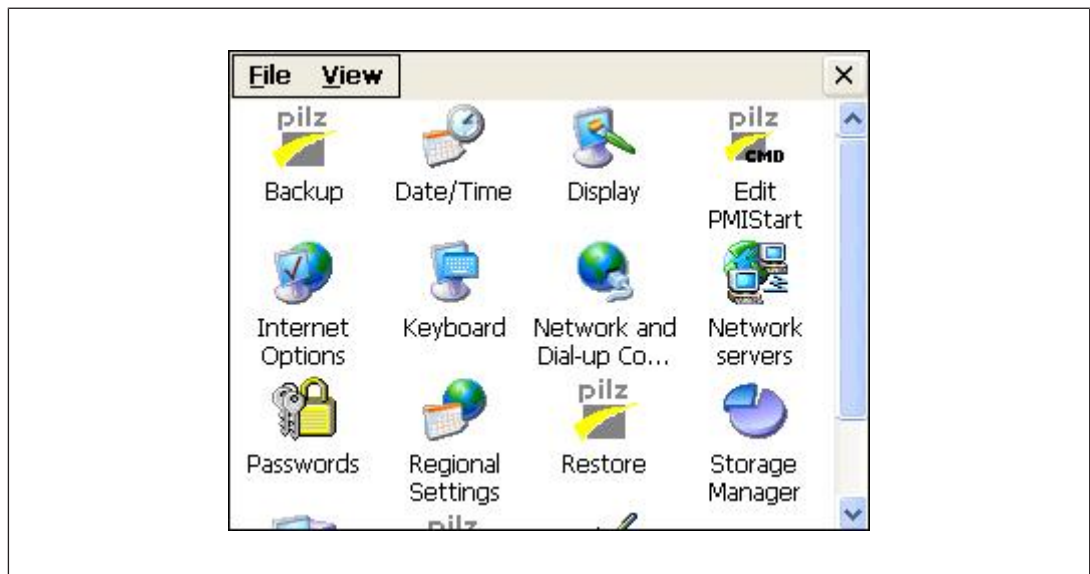 File View
pilz
pilz
CMD
Backup
Date/Time
Display
Edit
PMIStart
Internet
Options
Keyboard
Network and
Dial-up Co...
Network
servers
pilz
Passwords
Regional
Settings
Restore
Storage
Manager
pilz